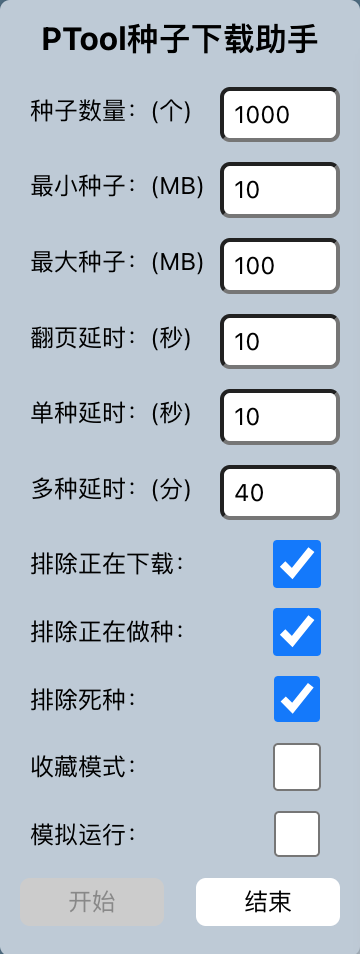 PTool种子下载助手
种子数量：(个) 1000
最小种子：(MB) 10
最大种子：(MB) 100
翻页延时：(秒) 10
单种延时：(秒) 10
多种延时：(分) 40
排除正在下载：
排除正在做种：
排除死种：
收藏模式：
模拟运行：
开始 结束